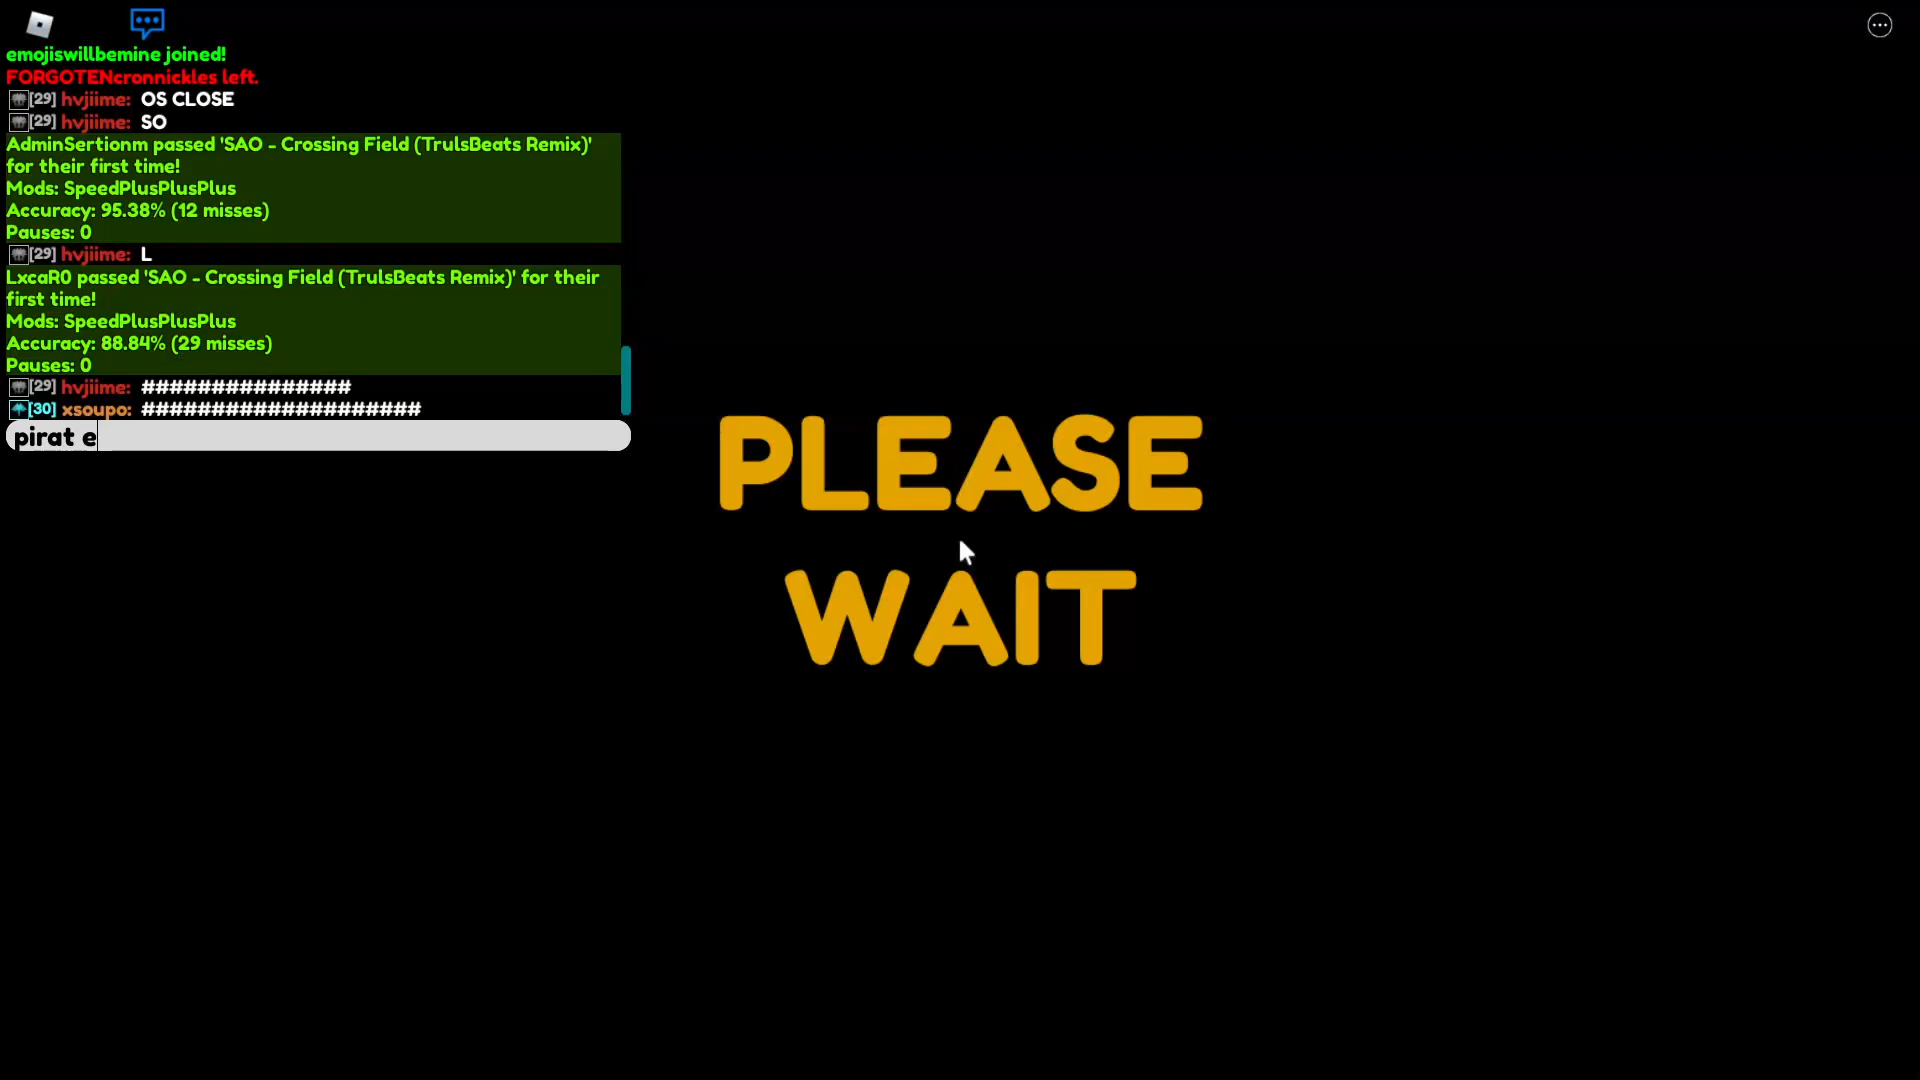 emojiswillbemine joined!
FORGOTENcronnickles left.
[29] hvjiime: OS CLOSE
[29] hvjiime: SO
AdminSertionm passed 'SAO - Crossing Field (TrulsBeats Remix)'
for their first time!
Mods: SpeedPlusPlusPlus
Accuracy: 95.38% (12 misses)
Pauses: 0
[29] hvjiime: L
LxcaR0 passed 'SAO - Crossing Field (TrulsBeats Remix)' for their
first time!
Mods: SpeedPlusPlusPlus
Accuracy: 88.84% (29 misses)
Pauses: 0
[29] hvjiime: ###############
[30] xsoupo: ####################
pirat e
PLEASE
WAIT